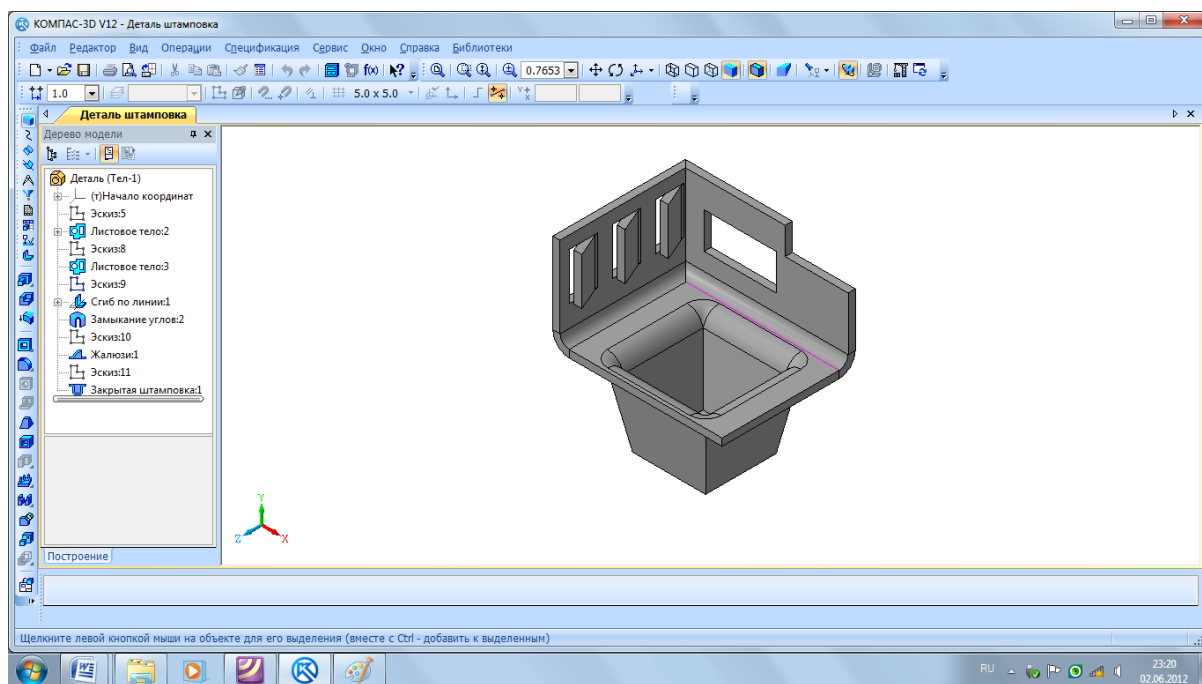 КОМПАС-3D V12 - Деталь штамповка
Файл Редактор Вид Операции Спецификация Сервис Окно Справка Библиотеки
f(x) 0.7653
1.0 5.0 x 5.0
Деталь штамповка
Дерево модели
Деталь (Тел-1)
(т)Начало координат
Эскиз:5
Листовое тело:2
Эскиз:8
Листовое тело:3
Эскиз:9
Сгиб по линии:1
Замыкание углов:2
Эскиз:10
Жалюзи:1
Эскиз:11
Закрытая штамповка:1
Y
Z X
Построение
Щелкните левой кнопкой мыши на объекте для его выделения (вместе с Ctrl - добавить к выделенным)
RU 23:20
02.06.2012